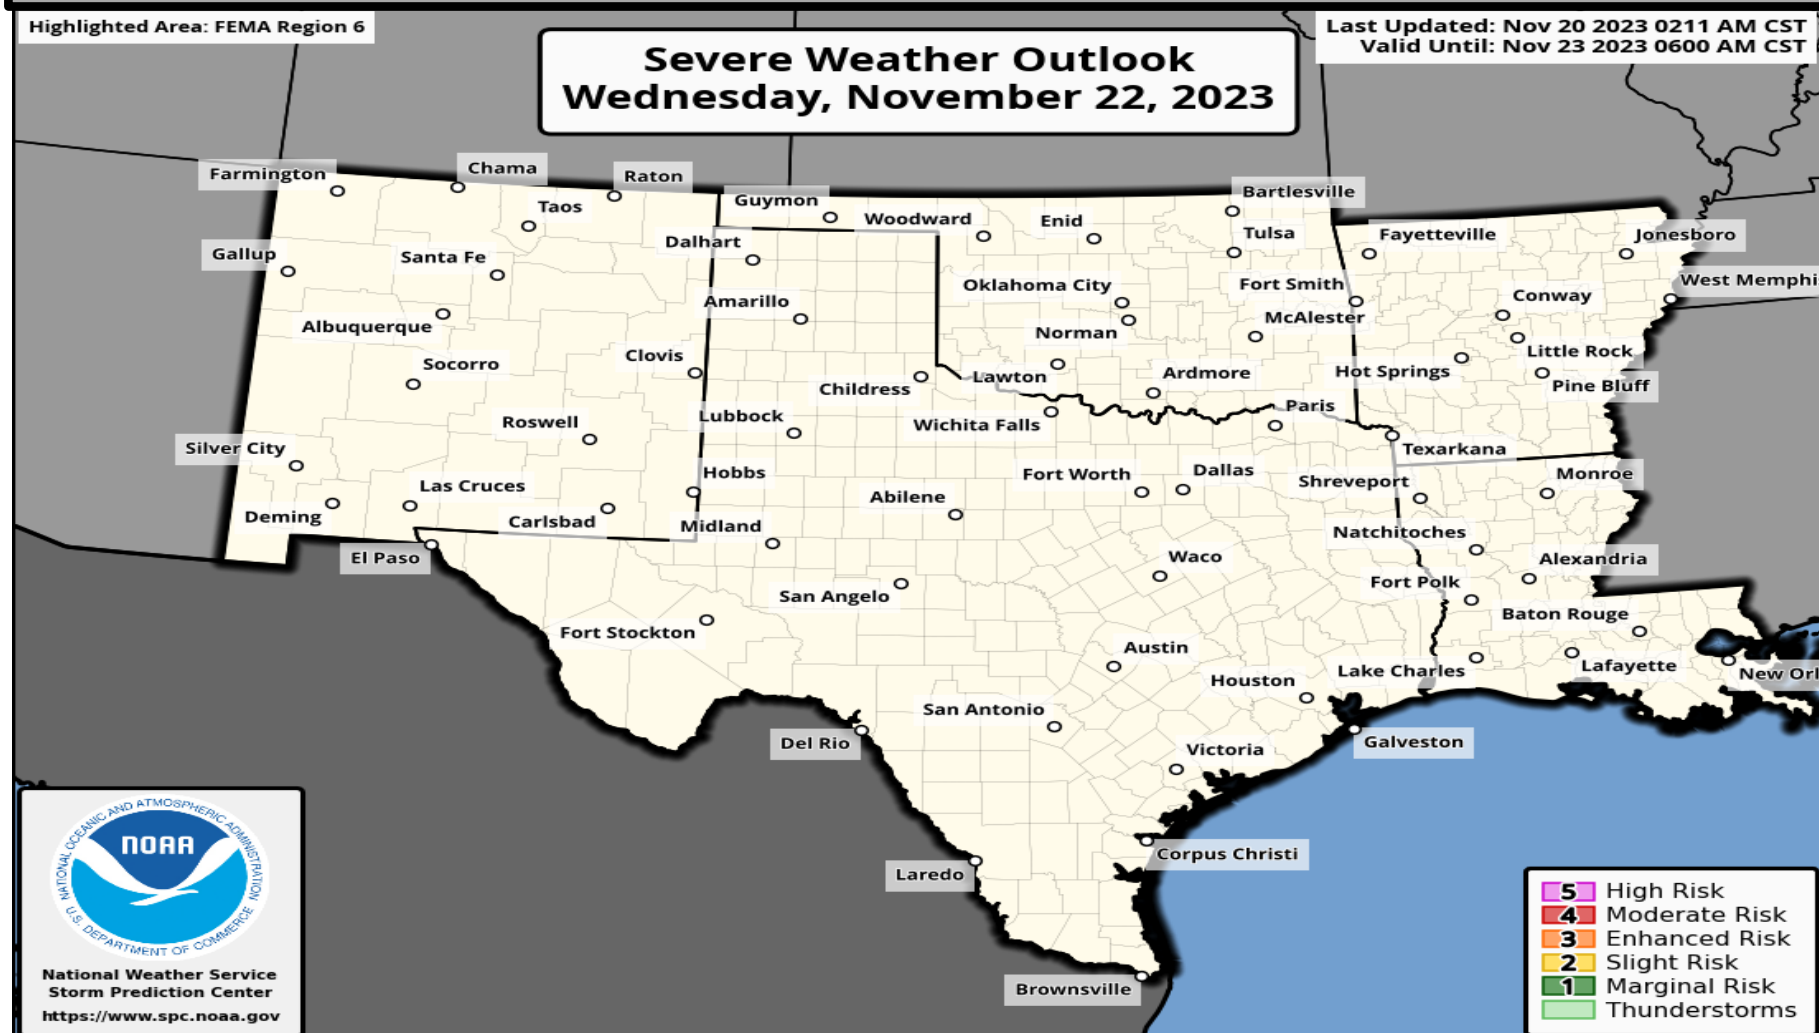 Highlighted Area: FEMA Region 6
Severe Weather Outlook
Wednesday, November 22, 2023
Last Updated: Nov 20 2023 0211 AM CST
Valid Until: Nov 23 2023 0600 AM CST
Farmington
Chama
Raton
Taos
Guymon
Woodward
Enid
Bartlesville
Gallup
Santa Fe
Dalhart
Tulsa
Fayetteville
Jonesboro
Albuquerque
Amarillo
Oklahoma City
Fort Smith
Conway
West Memphi
Norman
McAlester
Socorro
Clovis
Childress
Lawton
Ardmore
Hot Springs
Little Rock
Pine Bluff
Roswell
Lubbock
Wichita Falls
Paris
Texarkana
Silver City
Las Cruces
Hobbs
Fort Worth
Dallas
Shreveport
Monroe
Deming
Carlsbad
Midland
Abilene
Natchitoches
El Paso
Waco
Alexandria
San Angelo
Fort Polk
Fort Stockton
Baton Rouge
Austin
Lake Charles
Lafayette
New Orl
Houston
San Antonio
Del Rio
Victoria
Galveston
Laredo
Corpus Christi
Brownsville
NATIONAL OCEANIC AND ATMOSPHERIC ADMINISTRATION
NOAA
U.S. DEPARTMENT OF COMMERCE
National Weather Service
Storm Prediction Center
https://www.spc.noaa.gov
5 High Risk
4 Moderate Risk
3 Enhanced Risk
2 Slight Risk
1 Marginal Risk
Thunderstorms